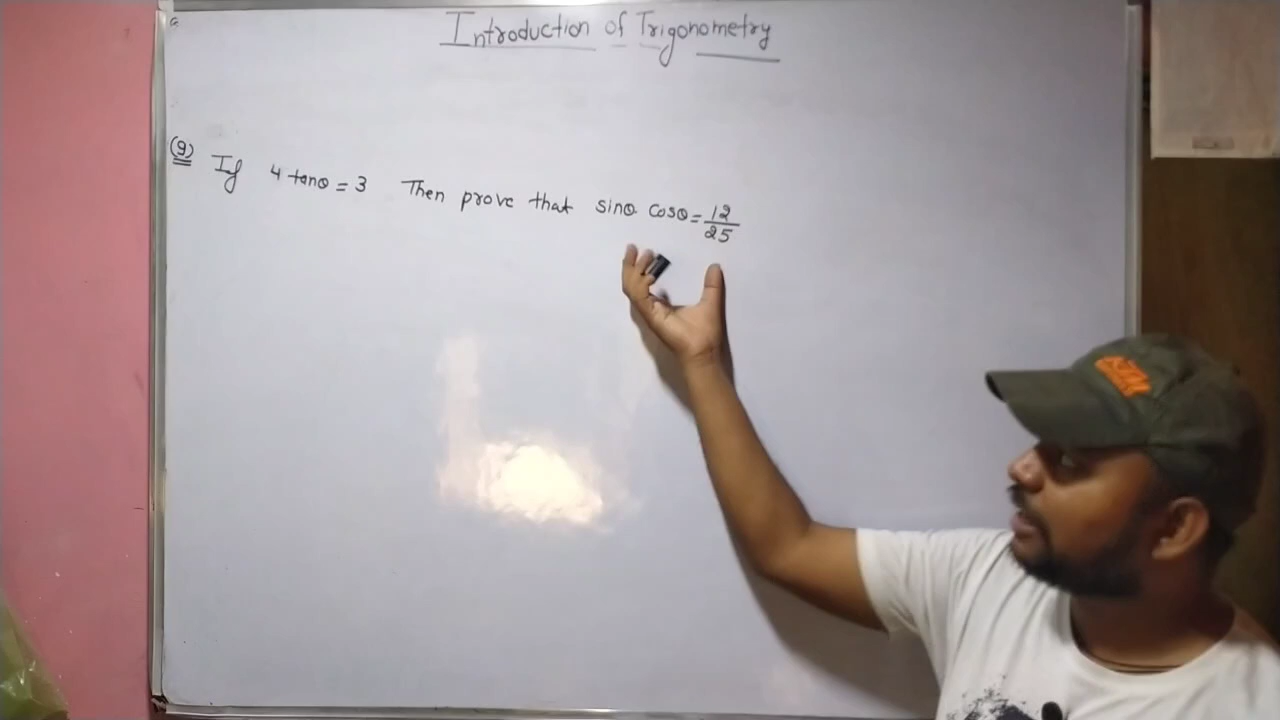 Introduction of Trigonometry
(9) If 4 tanθ = 3 Then prove that sinθ cosθ = 12/25